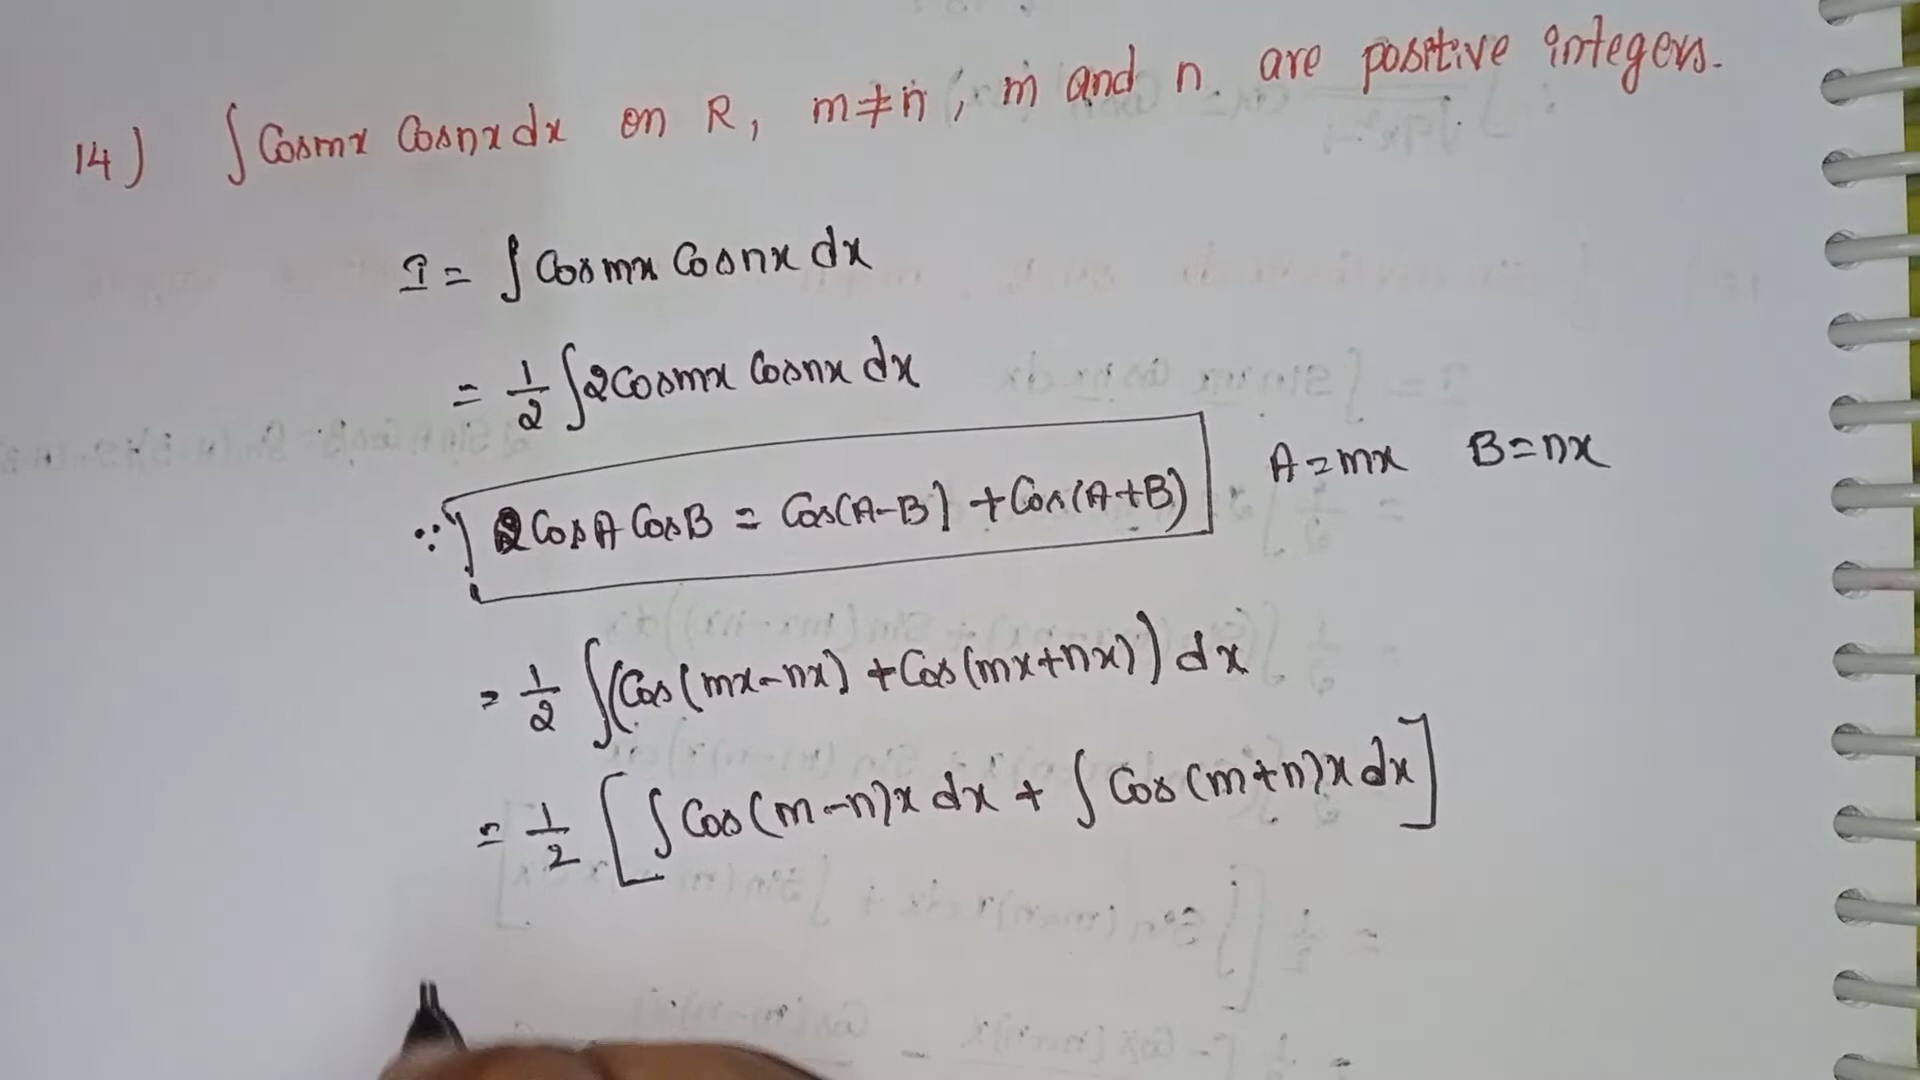 14) ∫ Cosmx Cosnx dx on R, m≠n, m and n are positive integers.
I = ∫ Cosmx Cosnx dx
= 1/2 ∫ 2Cosmx Cosnx dx
∵ 2CosA CosB = Cos(A-B) + Cos(A+B) A=mx B=nx
= 1/2 ∫(Cos(mx-nx) + Cos(mx+nx)) dx
= 1/2 [∫ Cos(m-n)x dx + ∫ Cos(m+n)x dx]